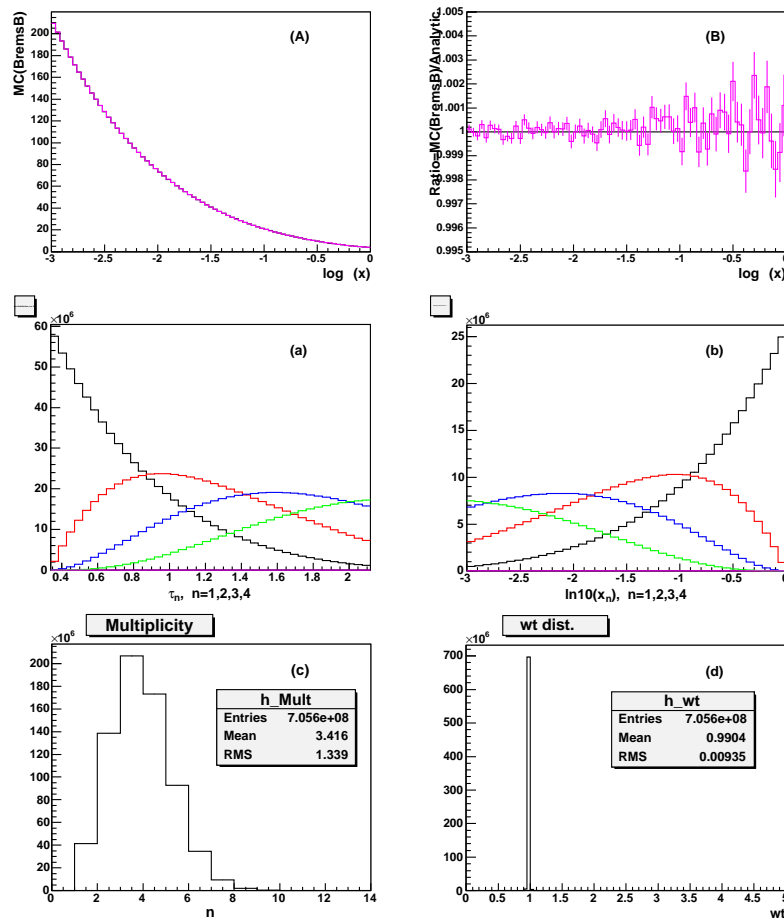 MC(BremsB)
200
180
160
140
120
100
80
60
40
20
0
(A)
-3 -2.5 -2 -1.5 -1 -0.5 0
log (x)
Ratio=MC(BremsB)/Analytic.
1.005
1.004
1.003
1.002
1.001
1
0.999
0.998
0.997
0.996
0.995
(B)
-3 -2.5 -2 -1.5 -1 -0.5 0
log (x)
×10⁶
60
50
40
30
20
10
0
(a)
0.4 0.6 0.8 1 1.2 1.4 1.6 1.8 2
τn, n=1,2,3,4
×10⁶
25
20
15
10
5
0
(b)
-3 -2.5 -2 -1.5 -1 -0.5 0
ln10(xn), n=1,2,3,4
Multiplicity
×10⁶
200
180
160
140
120
100
80
60
40
20
0
(c)
h_Mult
Entries 7.056e+08
Mean 3.416
RMS 1.339
0 2 4 6 8 10 12 14
n
wt dist.
×10⁶
700
600
500
400
300
200
100
0
(d)
h_wt
Entries 7.056e+08
Mean 0.9904
RMS 0.00935
0 0.5 1 1.5 2 2.5 3 3.5 4 4.5